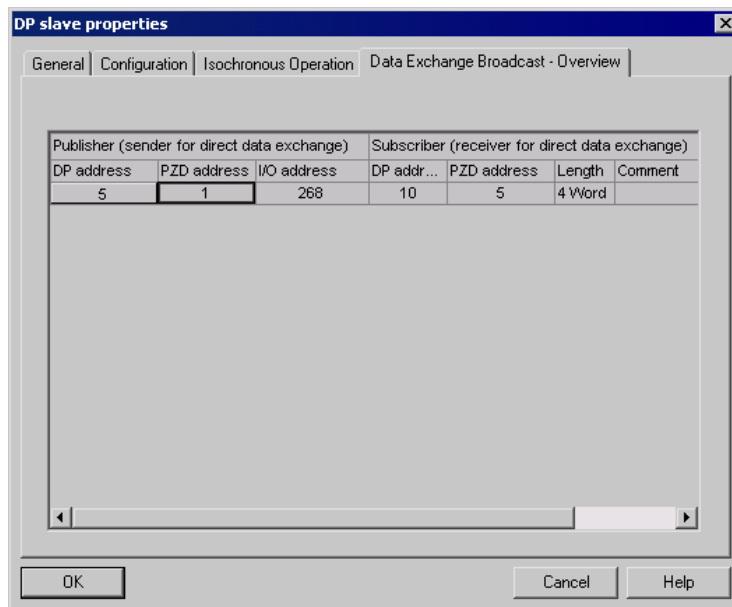 DP slave properties
General Configuration Isochronous Operation Data Exchange Broadcast - Overview
Publisher (sender for direct data exchange) Subscriber (receiver for direct data exchange)
DP address PZD address I/O address DP addr... PZD address Length Comment
5 1 268 10 5 4 Word
OK Cancel Help